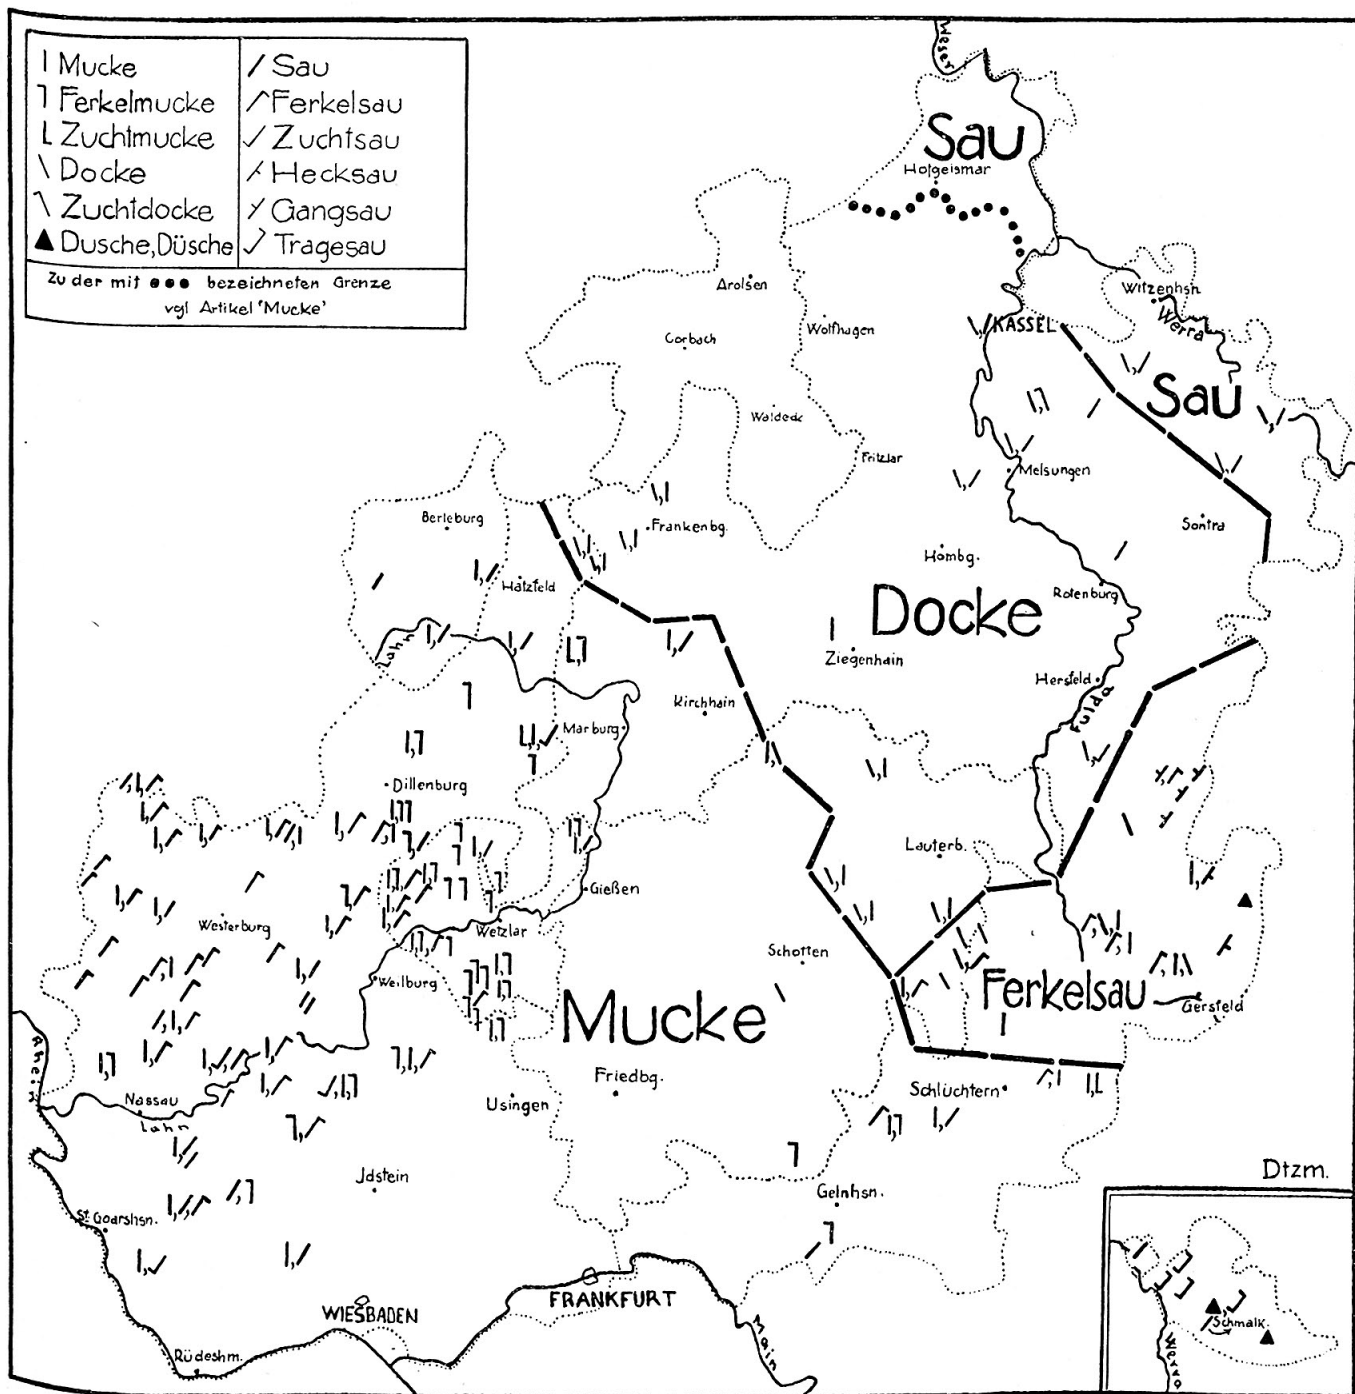 Mucke
Ferkelmucke
Zuchtmucke
Docke
Zuchtdocke
Dusche, Düsche
Sau
Ferkelsau
Zuchtsau
Hecksau
Gangsau
Tragesau
Zu der mit ●●● bezeichneten Grenze
vgl Artikel 'Mucke'
Weser
Sau
Hofgeismar
Arolsen
Witzenhsn.
Werra
Wolfhagen
KASSEL
Corbach
Sau
Waldeck
Fritzlar
Melsungen
Berleburg
Frankenbg.
Sontra
Hombg.
Hatzfeld
Rotenburg
Docke
Lahn
Ziegenhain
Hersfeld
Fulda
Kirchhain
Marburg
Dillenburg
Lauterb.
Gießen
Westerburg
Wetzlar
Schotten
Weilburg
Ferkelsau
Gersfeld
Mucke
Rhein
Friedbg.
Schlüchtern
Nassau
Lahn
Usingen
Jdstein
Gelnhsn.
Dtzm.
St. Goarshsn.
FRANKFURT
WIESBADEN
Main
Schmalk.
Werra
Rüdeshm.